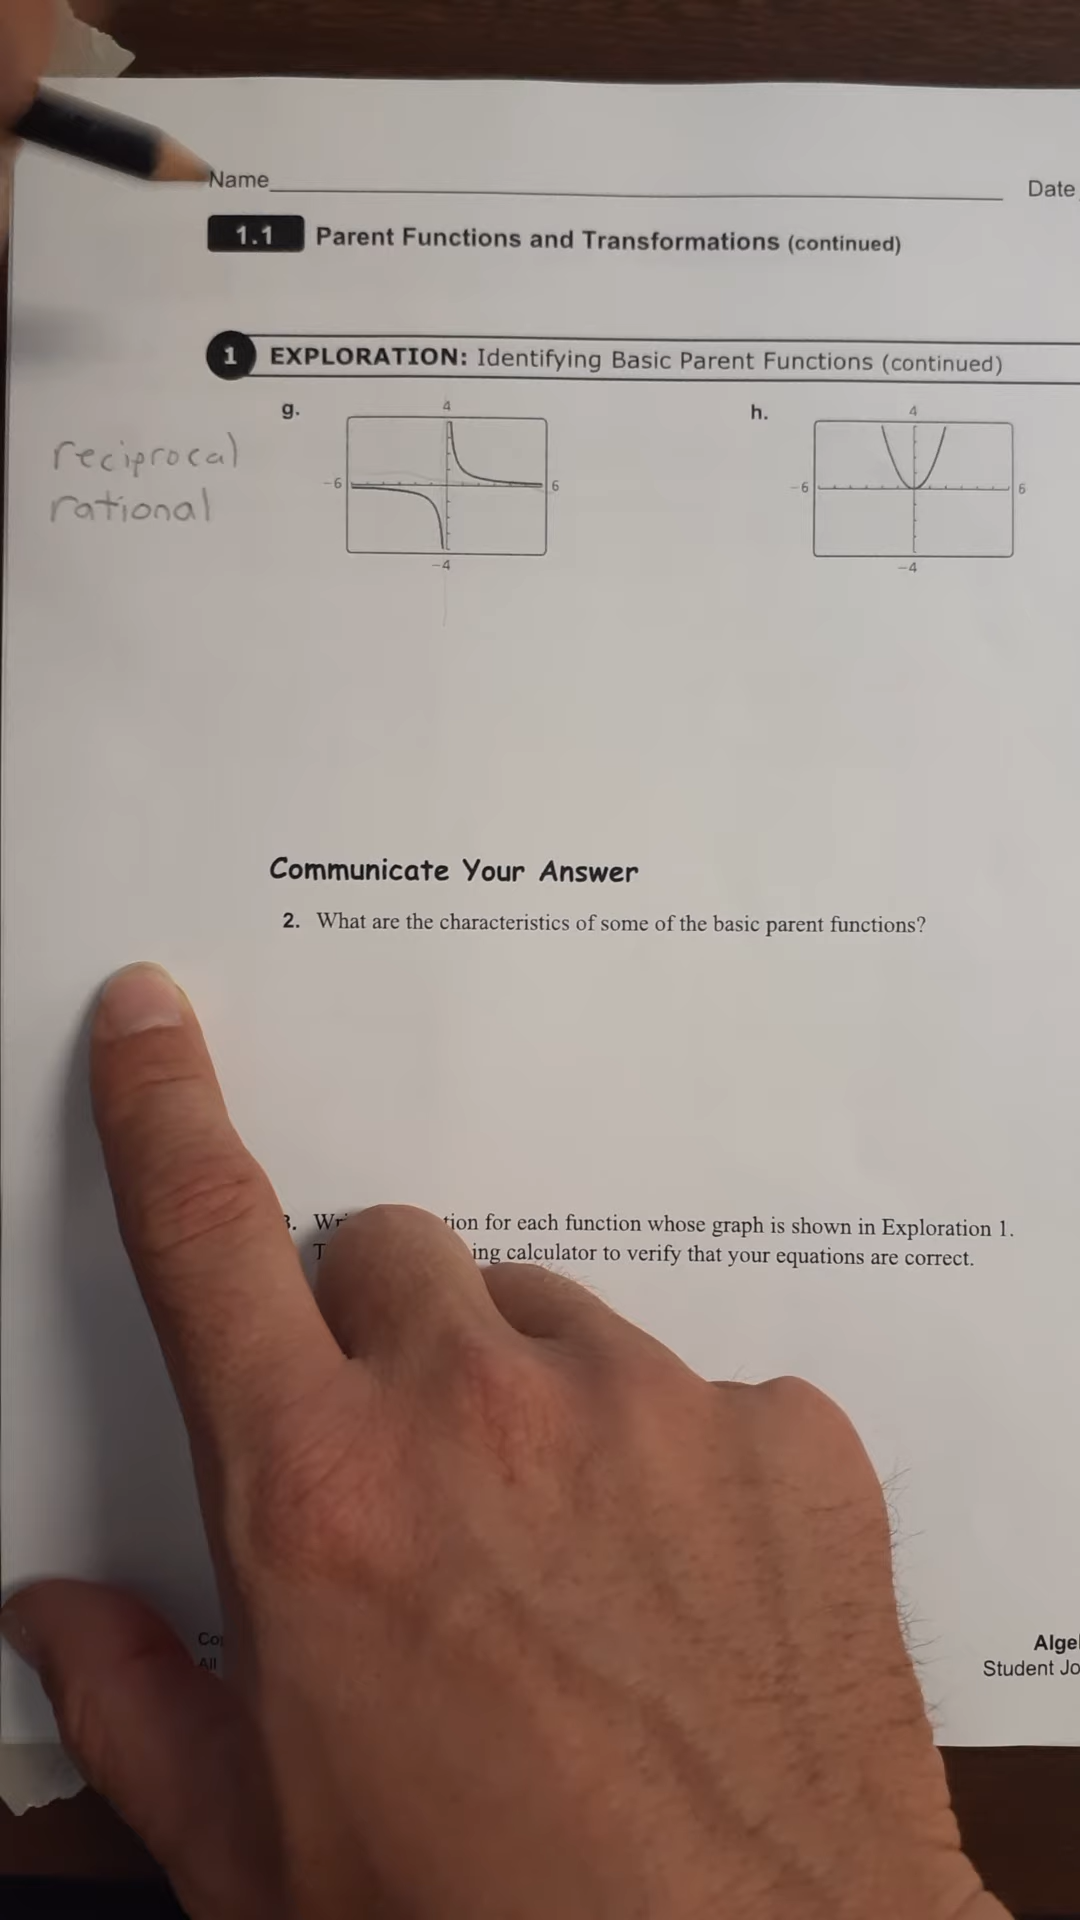 Name
Date
1.1 Parent Functions and Transformations (continued)
1 EXPLORATION: Identifying Basic Parent Functions (continued)
g.
4
-6
6
-4
h.
4
-6
6
-4
reciprocal
rational
Communicate Your Answer
2. What are the characteristics of some of the basic parent functions?
tion for each function whose graph is shown in Exploration 1.
ing calculator to verify that your equations are correct.
All
Student